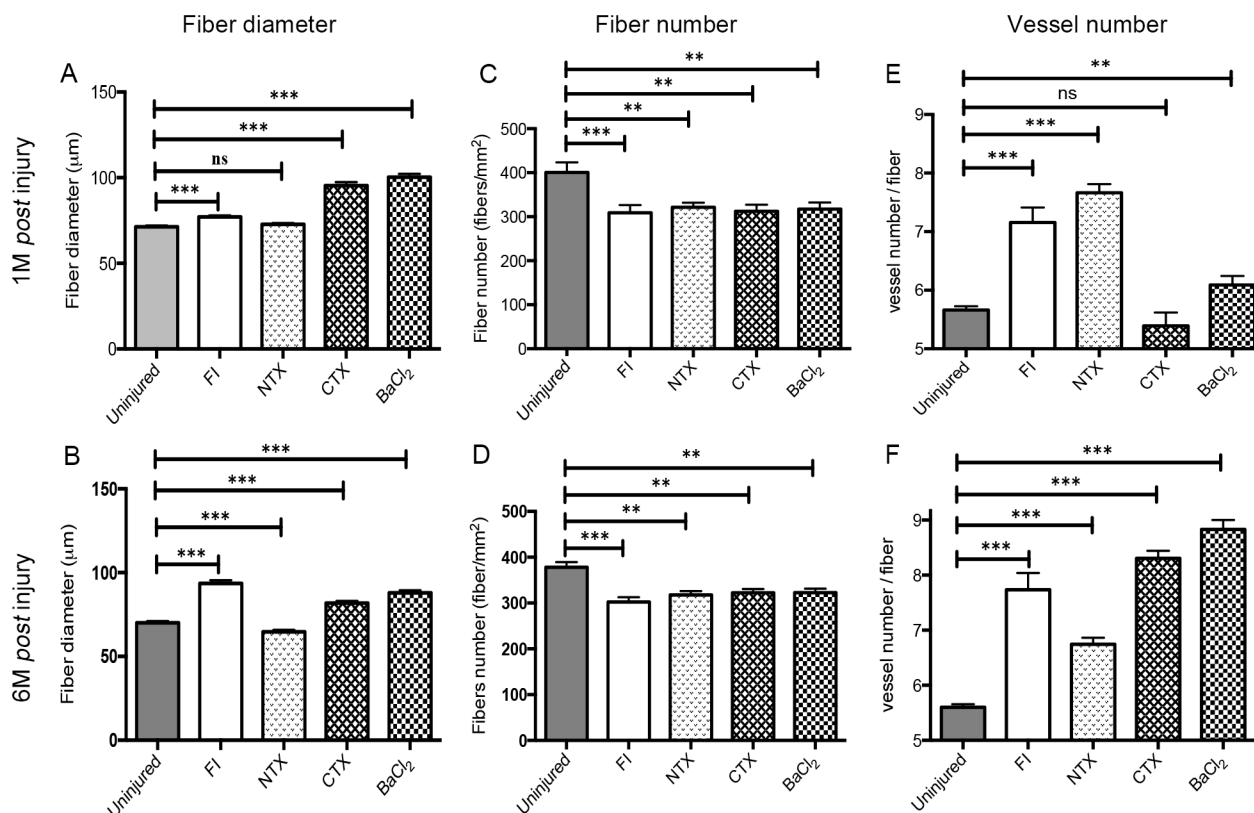 Fiber diameter
Fiber number
Vessel number
1M post injury
6M post injury
A
***
***
ns
***
Fiber diameter (μm)
150
100
50
0
Uninjured
FI
NTX
CTX
BaCl₂
C
**
**
**
***
Fiber number (fibers/mm²)
500
400
300
200
100
0
Uninjured
FI
NTX
CTX
BaCl₂
E
**
ns
***
***
vessel number / fiber
9
8
7
6
5
Uninjured
FI
NTX
CTX
BaCl₂
B
***
***
***
***
Fiber diameter (μm)
150
100
50
0
Uninjured
FI
NTX
CTX
BaCl₂
D
**
**
**
***
Fibers number (fiber/mm²)
500
400
300
200
100
0
Uninjured
FI
NTX
CTX
BaCl₂
F
***
***
***
***
vessel number / fiber
9
8
7
6
5
Uninjured
FI
NTX
CTX
BaCl₂